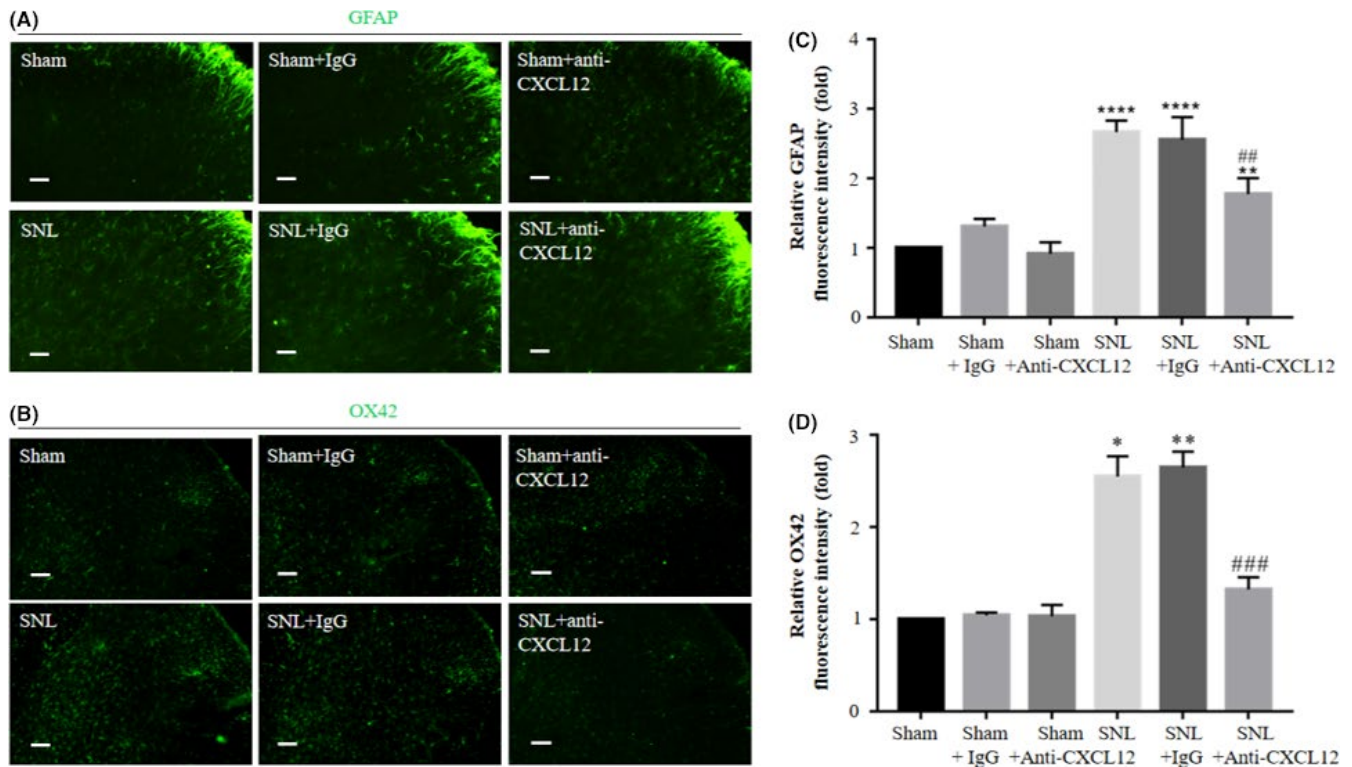 (A)
GFAP
Sham
Sham+IgG
Sham+anti-
CXCL12
SNL
SNL+IgG
SNL+anti-
CXCL12
(B)
OX42
Sham
Sham+IgG
Sham+anti-
CXCL12
SNL
SNL+IgG
SNL+anti-
CXCL12
(C)
Relative GFAP
fluorescence intensity (fold)
4
3
2
1
0
****
****
##
**
Sham
Sham
+ IgG
Sham
+Anti-CXCL12
SNL
SNL
+IgG
SNL
+Anti-CXCL12
(D)
Relative OX42
fluorescence intensity (fold)
3
2
1
0
*
**
###
Sham
Sham
+ IgG
Sham
+Anti-CXCL12
SNL
SNL
+IgG
SNL
+Anti-CXCL12